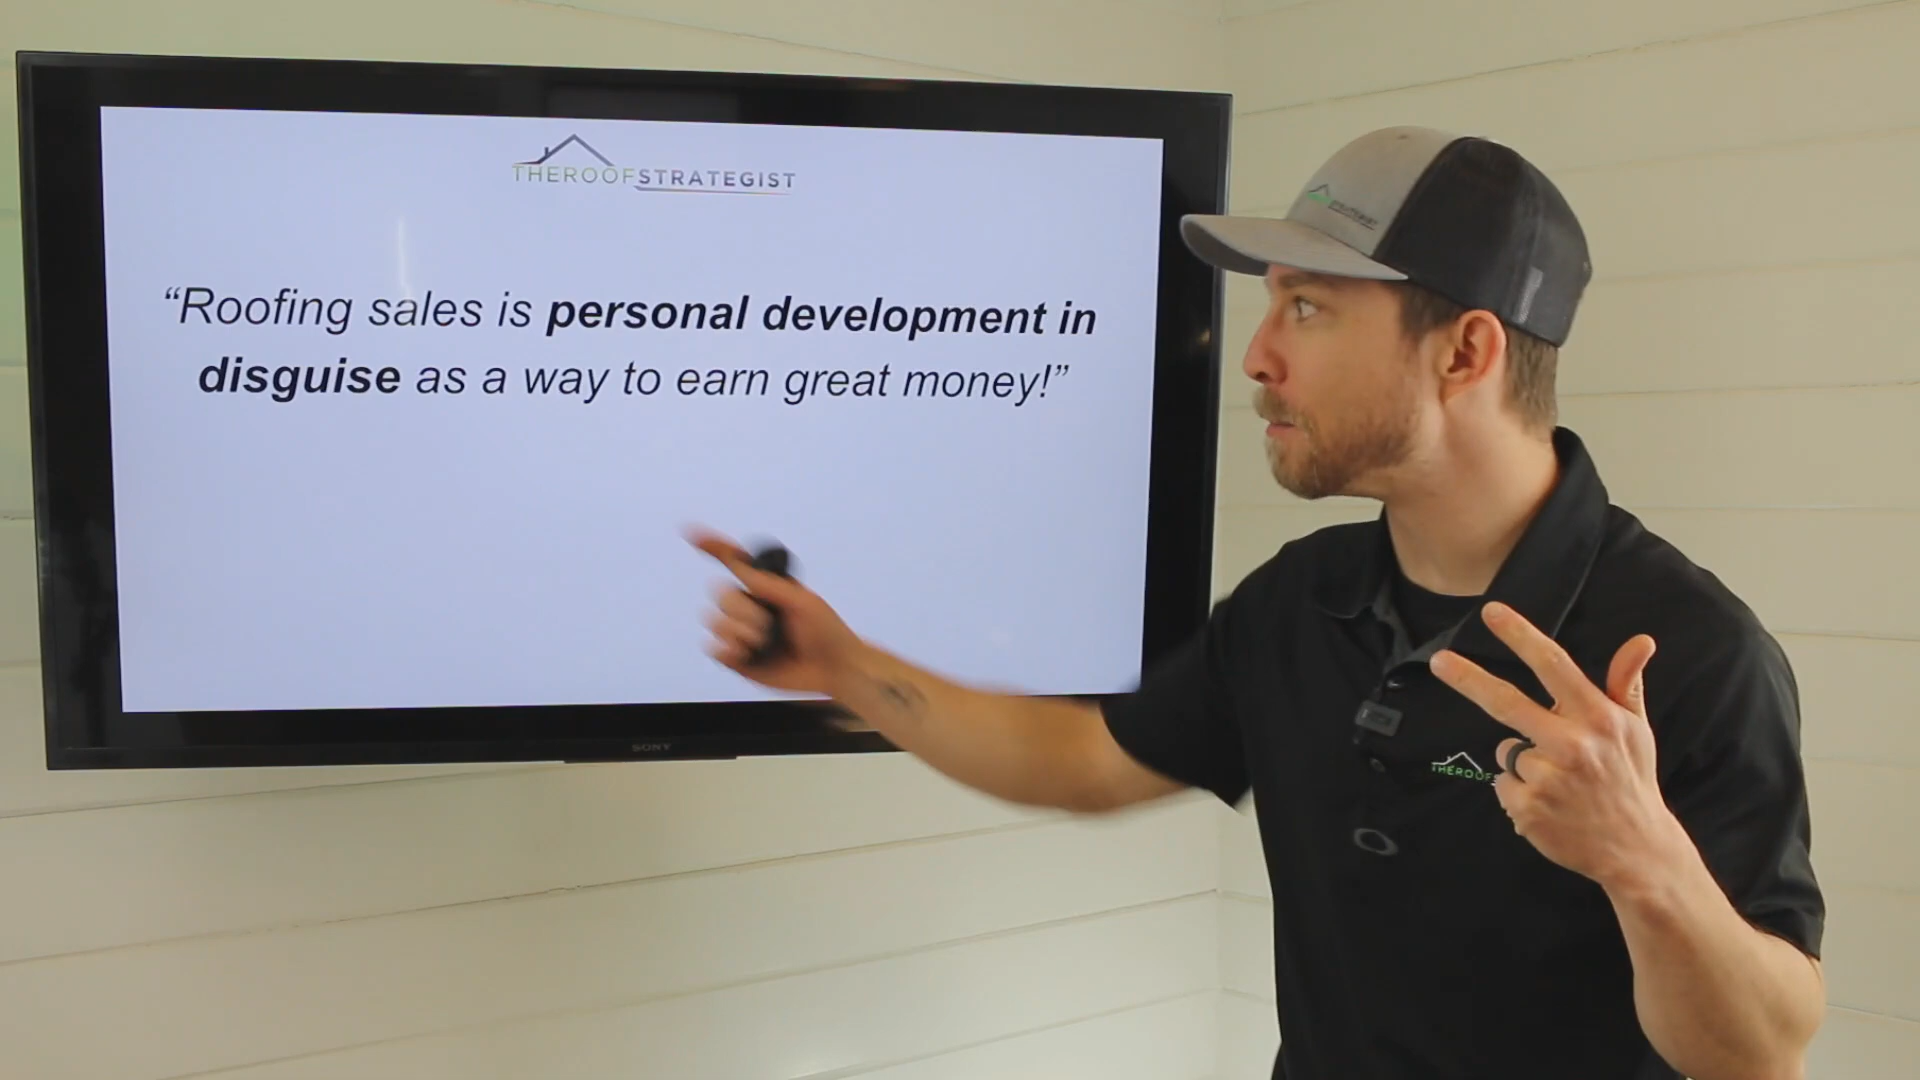 THEROOFSTRATEGIST
“Roofing sales is personal development in
disguise as a way to earn great money!”
SONY
THEROOFS